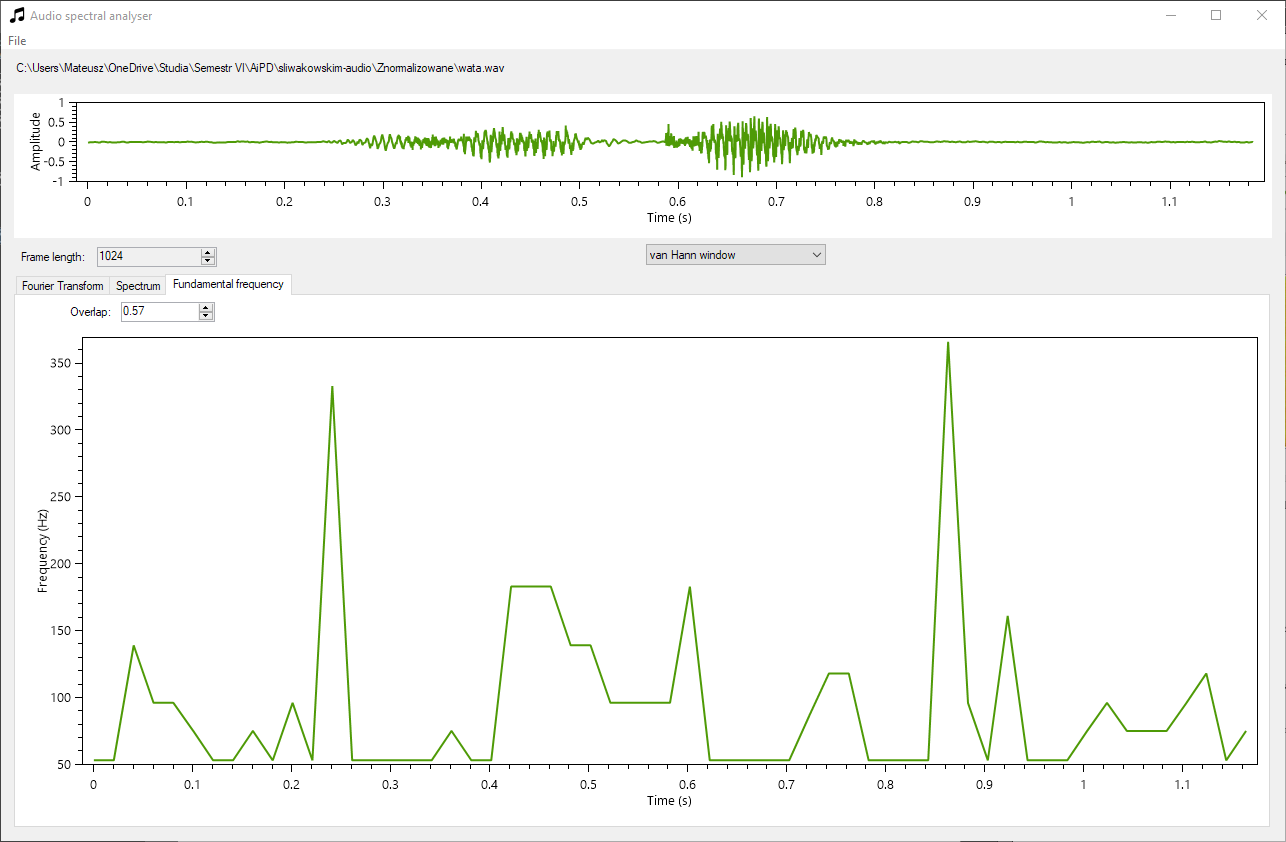 Audio spectral analyser
File
C:\Users\Mateusz\OneDrive\Studia\Semestr VI\AiPD\sliwakowskim-audio\Znormalizowane\wata.wav
Amplitude
1
0.5
0
-0.5
-1
0 0.1 0.2 0.3 0.4 0.5 0.6 0.7 0.8 0.9 1 1.1
Time (s)
Frame length: 1024 van Hann window
Fourier Transform Spectrum Fundamental frequency
Overlap: 0.57
Frequency (Hz)
350
300
250
200
150
100
50
0 0.1 0.2 0.3 0.4 0.5 0.6 0.7 0.8 0.9 1 1.1
Time (s)